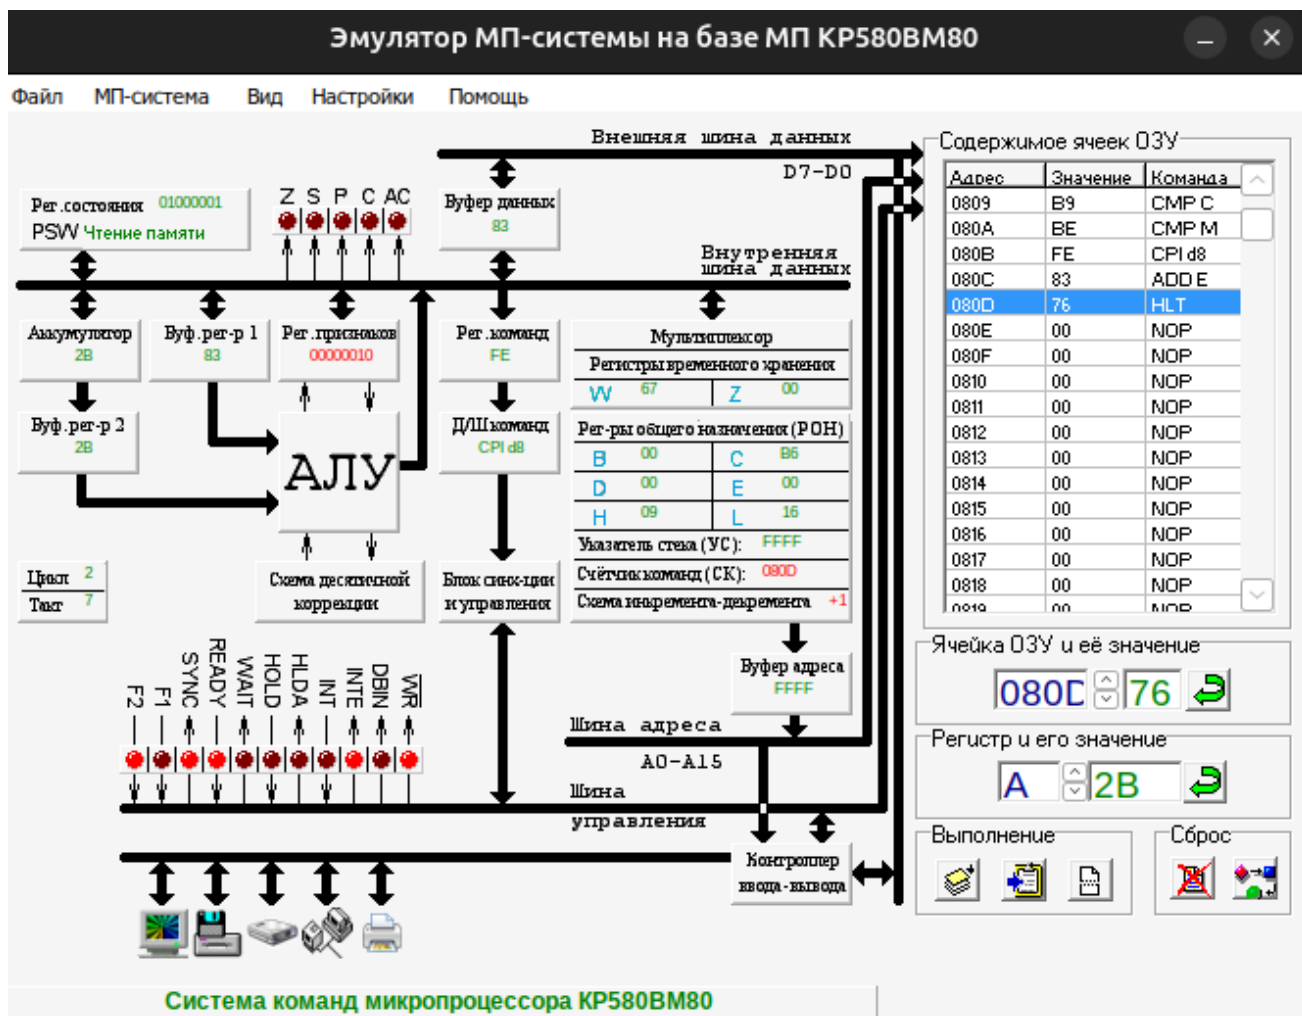 Эмулятор МП-системы на базе МП КР580ВМ80
Файл МП-система Вид Настройки Помощь
Внешняя шина данных
D7-D0
Рег.состояния 01000001
PSW Чтение памяти
Z S P C AC
Буфер данных
83
Внутренняя
шина данных
Аккумулятор
2B
Буф.рег-р 1
83
Рег.признаков
00000010
Рег.команд
FE
Мультиплексор
Регистры временного хранения
W 67 Z 00
Буф.рег-р 2
2B
АЛУ
Д/Ш команд
CPI d8
Рег-ры общего назначения (РОН)
B 00 C B6
D 00 E 00
H 09 L 16
Указатель стека (УС): FFFF
Счётчик команд (СК): 080D
Схема инкремента-декремента +1
Цикл 2
Такт 7
Схема десятичной
коррекции
Блок синх-ции
и управления
Буфер адреса
FFFF
F2 F1 SYNC READY WAIT HOLD HLDA INT INTE DBIN WR
Шина адреса
A0-A15
Шина
управления
Контроллер
ввода-вывода
Содержимое ячеек ОЗУ
Адрес Значение Команда
0809 B9 CMP C
080A BE CMP M
080B FE CPI d8
080C 83 ADD E
080D 76 HLT
080E 00 NOP
080F 00 NOP
0810 00 NOP
0811 00 NOP
0812 00 NOP
0813 00 NOP
0814 00 NOP
0815 00 NOP
0816 00 NOP
0817 00 NOP
0818 00 NOP
0819 00 NOP
Ячейка ОЗУ и её значение
080D 76
Регистр и его значение
A 2B
Выполнение Сброс
Система команд микропроцессора КР580ВМ80